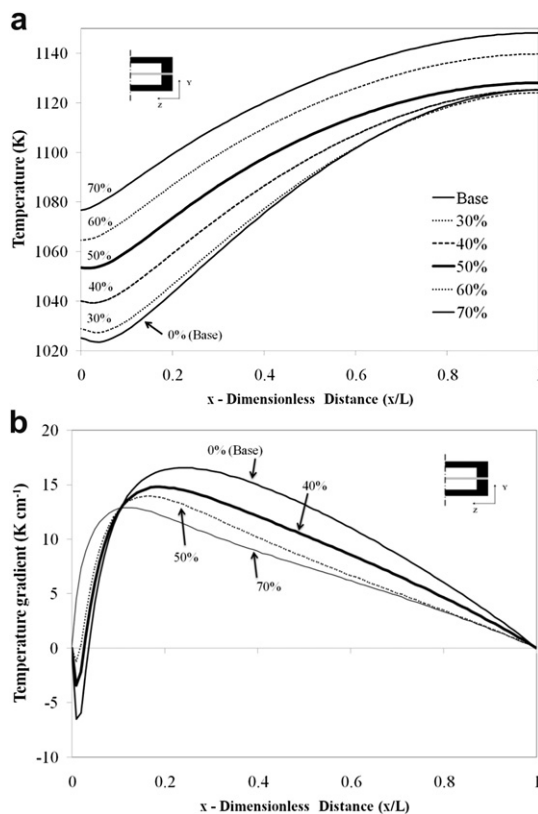 a
1140
1120
1100
1080
1060
1040
1020
Temperature (K)
70%
60%
50%
40%
30%
0% (Base)
Y
Z
Base
30%
40%
50%
60%
70%
0 0.2 0.4 0.6 0.8 1
x - Dimensionless Distance (x/L)
b
20
15
10
5
0
-5
-10
Temperature gradient (K cm⁻¹)
0% (Base)
40%
50%
70%
Y
Z
0 0.2 0.4 0.6 0.8 1
x - Dimensionless Distance (x/L)